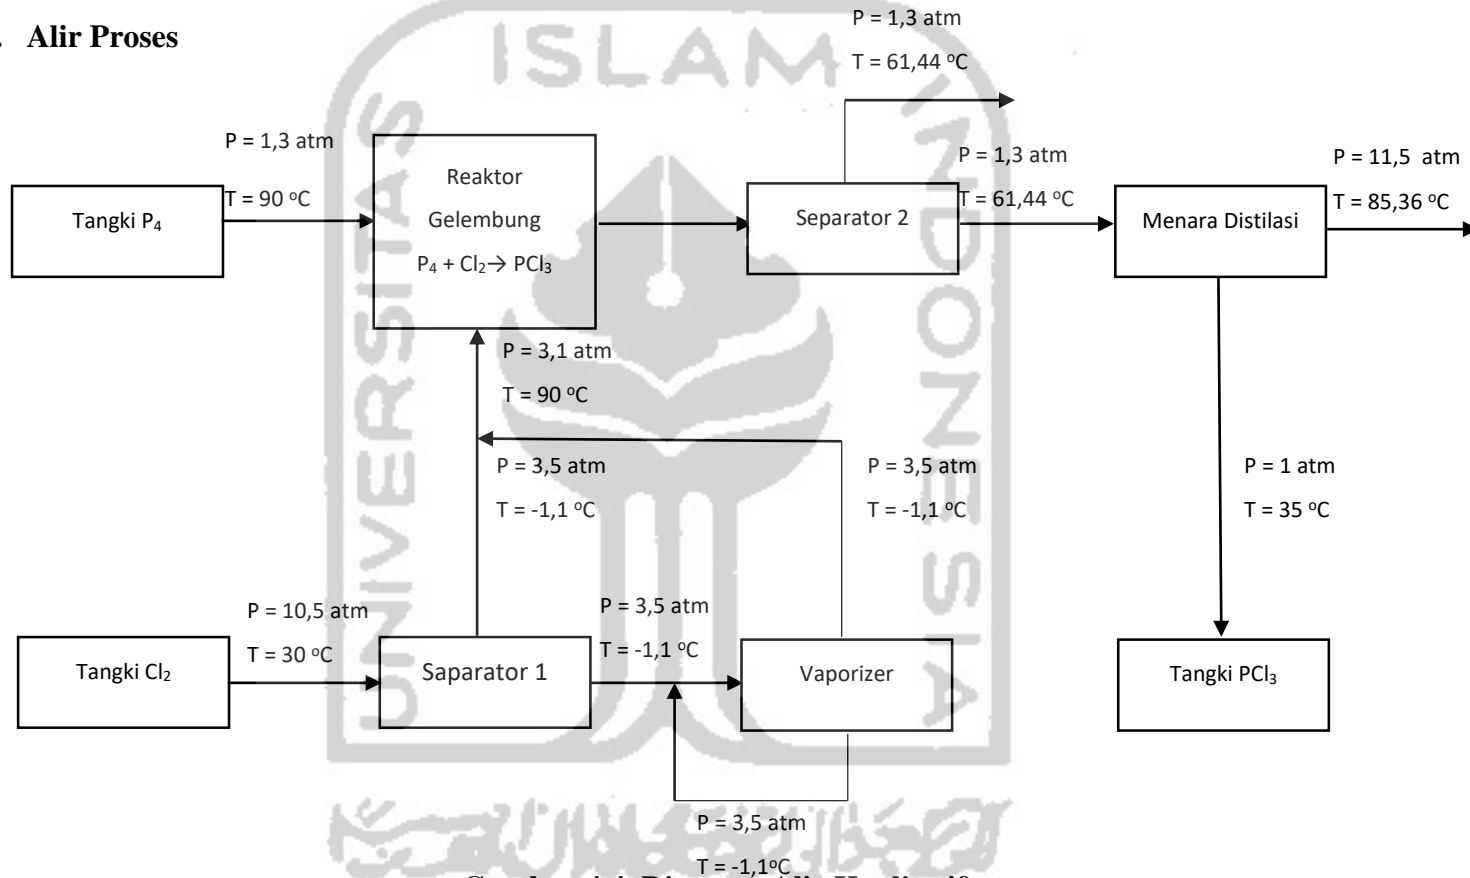 . Alir Proses
P = 1,3 atm
T = 61,44 °C
P = 1,3 atm
T = 90 °C
Tangki P₄
Reaktor
Gelembung
P₄ + Cl₂→ PCl₃
Separator 2
P = 1,3 atm
T = 61,44 °C
Menara Distilasi
P = 11,5 atm
T = 85,36 °C
P = 3,1 atm
T = 90 °C
P = 3,5 atm
T = -1,1 °C
P = 3,5 atm
T = -1,1 °C
P = 1 atm
T = 35 °C
P = 10,5 atm
T = 30 °C
Tangki Cl₂
Saparator 1
P = 3,5 atm
T = -1,1 °C
Vaporizer
Tangki PCl₃
P = 3,5 atm
T = -1,1°C
UNIVERSITAS
ISLAM
INDONESIA